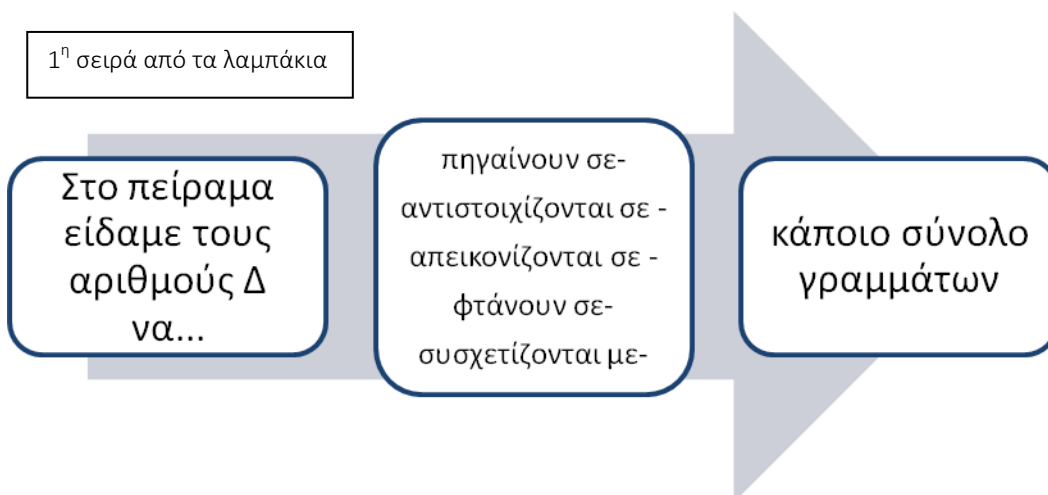 1η σειρά από τα λαμπάκια
Στο πείραμα
είδαμε τους
αριθμούς Δ
να...
πηγαίνουν σε-
αντιστοιχίζονται σε -
απεικονίζονται σε -
φτάνουν σε-
συσχετίζονται με-
κάποιο σύνολο
γραμμάτων